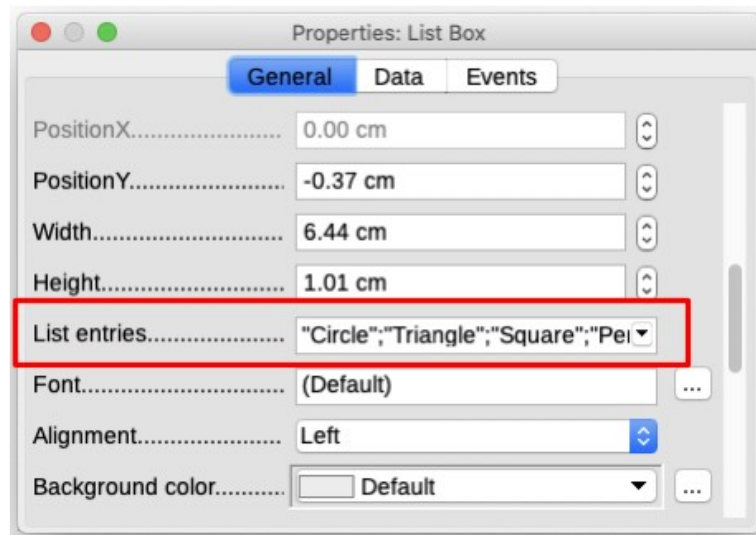 Properties: List Box
General Data Events
PositionX....................... 0.00 cm
PositionY........................ -0.37 cm
Width............................. 6.44 cm
Height............................ 1.01 cm
List entries..................... "Circle";"Triangle";"Square";"Pe
Font............................... (Default) ...
Alignment...................... Left
Background color.......... Default ...